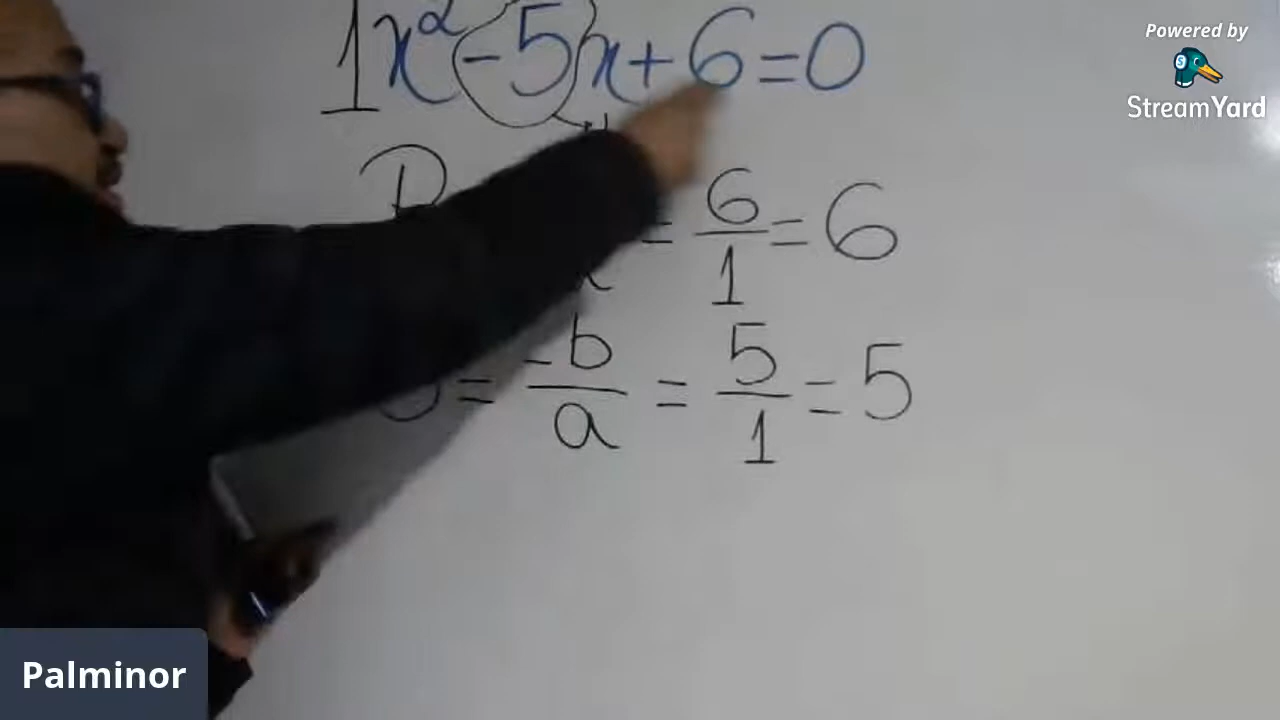 1x² -5x+6=0
P = 6/1 = 6
= -b/a = 5/1 = 5
Powered by
StreamYard
Palminor